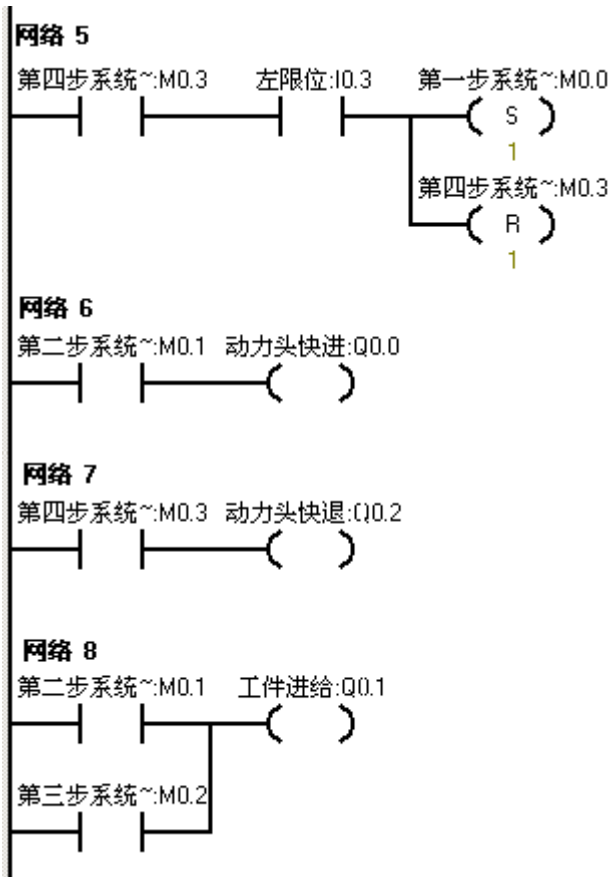 网络 5
第四步系统~:M0.3 左限位:I0.3 第一步系统~:M0.0
S
1
第四步系统~:M0.3
R
1
网络 6
第二步系统~:M0.1 动力头快进:Q0.0
网络 7
第四步系统~:M0.3 动力头快退:Q0.2
网络 8
第二步系统~:M0.1 工件进给:Q0.1
第三步系统~:M0.2